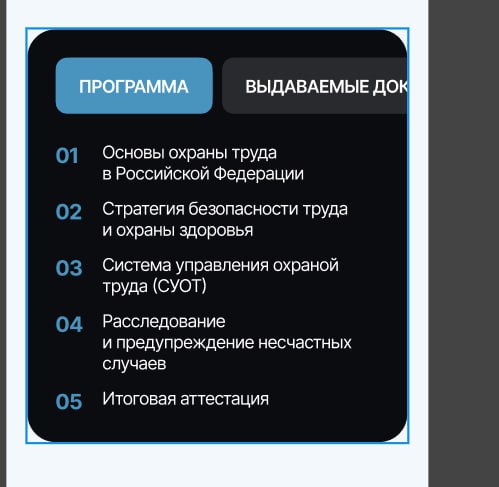 ПРОГРАММА
ВЫДАВАЕМЫЕ ДОК
01 Основы охраны труда
в Российской Федерации
02 Стратегия безопасности труда
и охраны здоровья
03 Система управления охраной
труда (СУОТ)
04 Расследование
и предупреждение несчастных
случаев
05 Итоговая аттестация